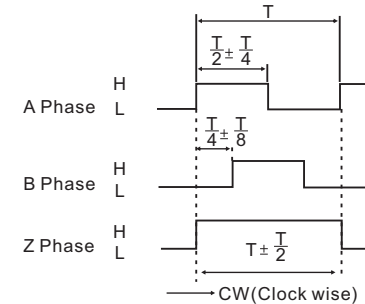 T
T/2 ± T/4
H
A Phase L
T/4 ± T/8
H
B Phase L
H
Z Phase L
T ± T/2
CW(Clock wise)